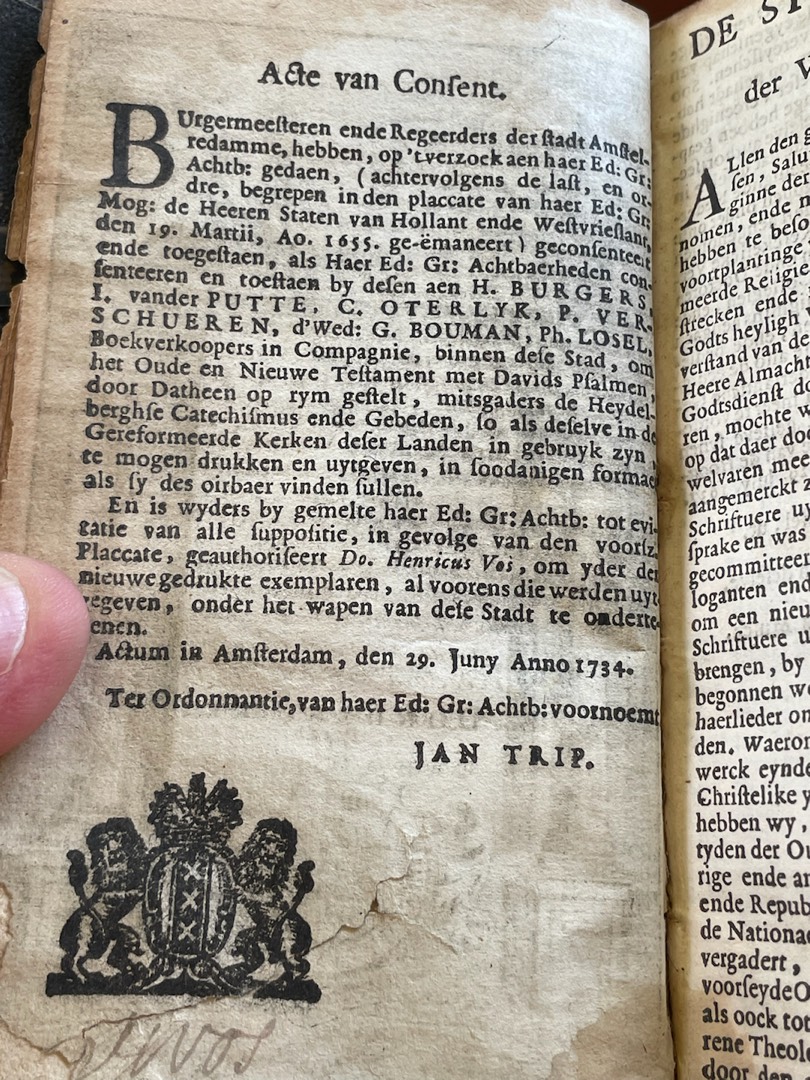 Acte van Conſent.
BUrgermeeſteren ende Regeerders der ſtadt Amſtel-
redamme, hebben, op 'tverzoek aen haer Ed: Gr:
Achtb: gedaen, (achtervolgens de laſt, en or-
dre, begrepen in den placcate van haer Ed: Gr:
Mog: de Heeren Staten van Hollant ende Weſtvrieſlant,
den 19. Martii, Ao. 1655. ge-ëmaneert) geconſenteert
ende toegeſtaen, als Haer Ed: Gr: Achtbaerheden con-
ſenteeren en toeſtaen by deſen aen H. BURGERS,
I. vander PUTTE, C. OTERLYK, P. VER-
SCHUEREN, d'Wed: G. BOUMAN, Ph. LOSEL,
Boekverkoopers in Compagnie, binnen deſe Stad, om
het Oude en Nieuwe Teſtament met Davids Pſalmen,
door Datheen op rym geſtelt, mitsgaders de Heydel-
berghſe Catechiſmus ende Gebeden, ſo als deſelve in de
Gereformeerde Kerken deſer Landen in gebruyk zyn,
te mogen drukken en uytgeven, in ſoodanigen formaet
als ſy des oirbaer vinden ſullen.
En is wyders by gemelte haer Ed: Gr: Achtb: tot evi-
gatie van alle ſuppoſitie, in gevolge van den voorſz.
Placcate, geauthoriſeert Do. Henricus Vos, om yder der
nieuwe gedrukte exemplaren, al voorens die werden uyt-
gegeven, onder het wapen van deſe Stadt te onderte-
enen.
Actum in Amſterdam, den 29. Juny Anno 1734.
Ter Ordonnantie, van haer Ed: Gr: Achtb: voornoemt
JAN TRIP.
DE ST
der V
ALlen den g
ſen, Salu
ginne der
nomen, ende n
hebben te beſo
voortplantinge
meerde Religie
ſtrecken ende
Godts heyligh
verſtand van de
Heere Almacht
Godtsdienſt do
ren, mochte w
op dat daer doo
welvaren mee
aangemerckt z
Schriftuere uy
ſprake en was
gecommitteer
loganten end
om een nieu
Schriftuere u
brengen, by
begonnen we
haerlieder on
den. Waeron
werck eynde
Chriſtelike y
hebben wy,
tyden der Ou
rige ende an
ende Repub
de Nationa
vergadert,
voorſeyde O
als oock tot
rene Theolo
door den